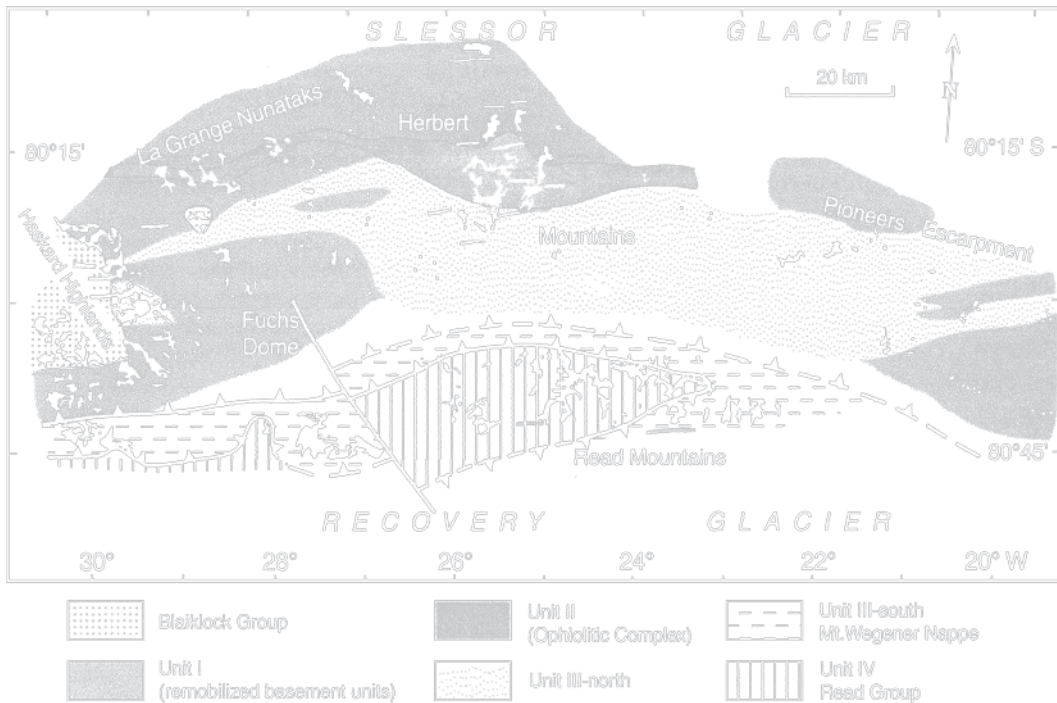 SLESSOR GLACIER
20 km
N
La Grange Nunataks
Herbert
80°15'
80°15' S
Pioneers Escarpment
Haskard Highlands
Mountains
Fuchs
Dome
80°45'
Read Mountains
RECOVERY GLACIER
30° 28° 26° 24° 22° 20° W
Blaiklock Group
Unit II
(Ophiolitic Complex)
Unit III-south
Mt.Wegener Nappe
Unit I
(remobilized basement units)
Unit III-north
Unit IV
Read Group